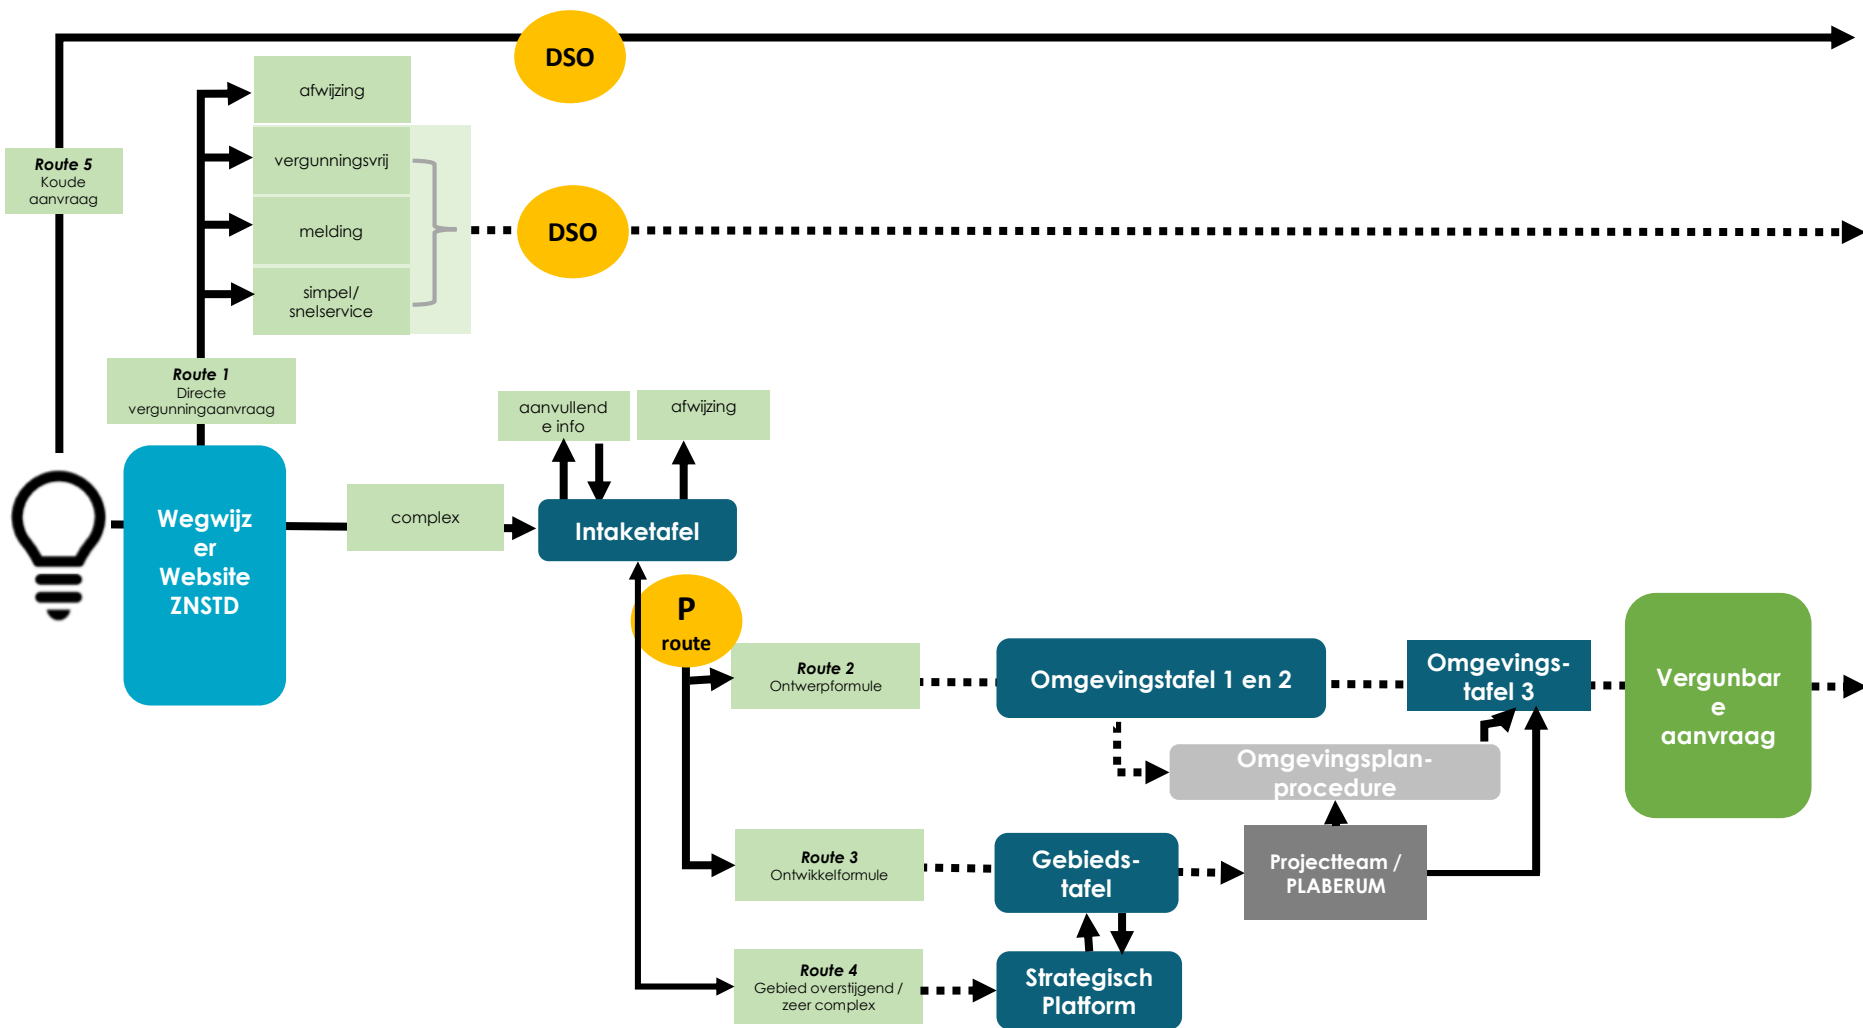 DSO
afwijzing
Route 5
Koude
aanvraag
vergunningsvrij
melding
DSO
simpel/
snelservice
Route 1
Directe
vergunningaanvraag
aanvullend
e info
afwijzing
Wegwijz
er
Website
ZNSTD
complex
Intaketafel
P
route
Route 2
Ontwerpformule
Omgevingstafel 1 en 2
Omgevings-
tafel 3
Vergunbar
e
aanvraag
Omgevingsplan-
procedure
Route 3
Ontwikkelformule
Gebieds-
tafel
Projectteam /
PLABERUM
Route 4
Gebied overstijgend /
zeer complex
Strategisch
Platform